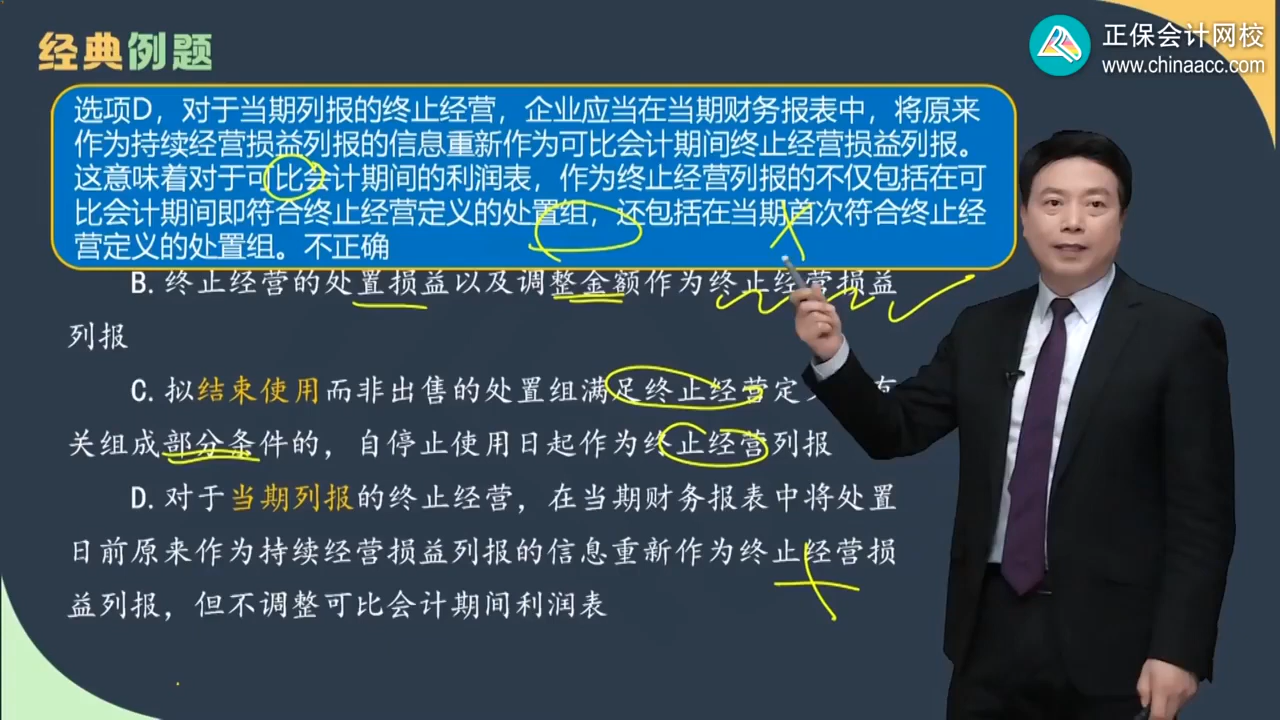 经典例题
正保会计网校
www.chinaacc.com
选项D，对于当期列报的终止经营，企业应当在当期财务报表中，将原来
作为持续经营损益列报的信息重新作为可比会计期间终止经营损益列报。
这意味着对于可比会计期间的利润表，作为终止经营列报的不仅包括在可
比会计期间即符合终止经营定义的处置组，还包括在当期首次符合终止经
营定义的处置组。不正确
B. 终止经营的处置损益以及调整金额作为终止经营损益
列报
C. 拟结束使用而非出售的处置组满足终止经营定
关组成部分条件的，自停止使用日起作为终止经营列报
D. 对于当期列报的终止经营，在当期财务报表中将处置
日前原来作为持续经营损益列报的信息重新作为终止经营损
益列报，但不调整可比会计期间利润表